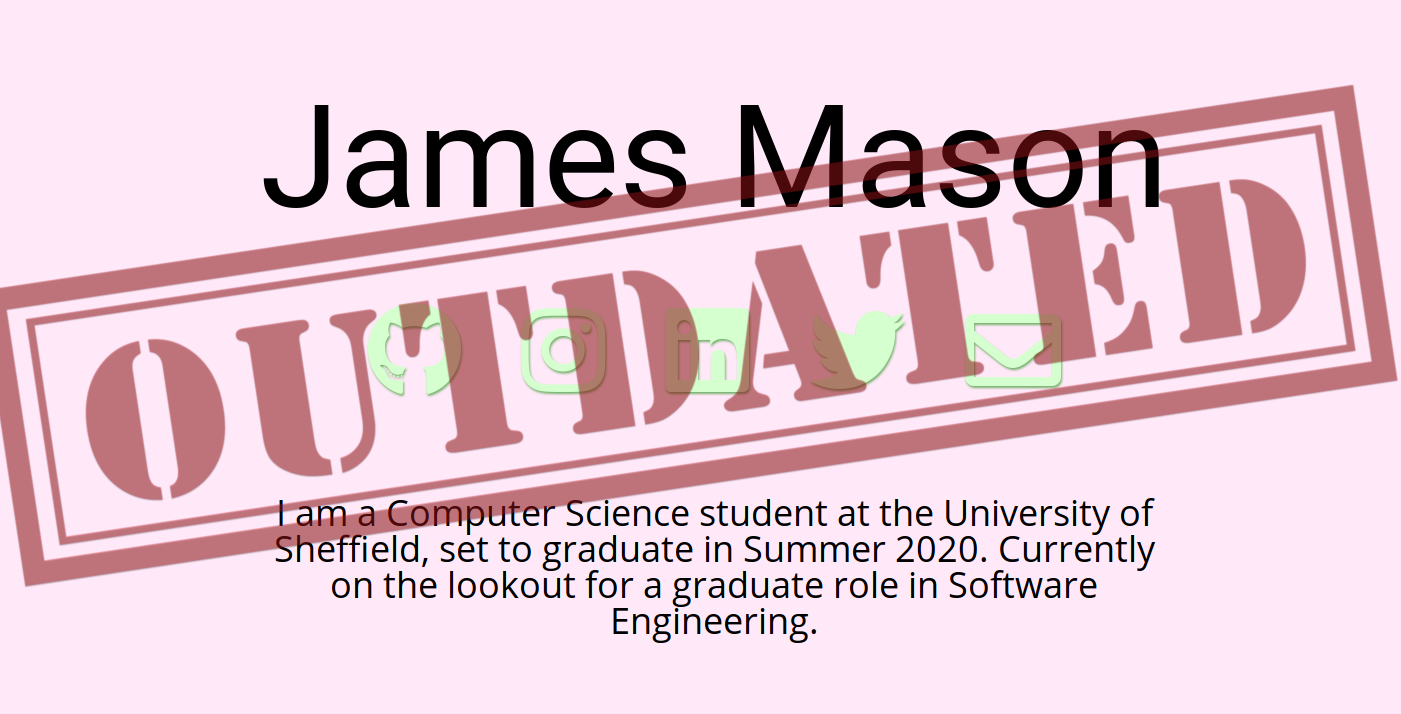 James Mason
OUTDATED
in
I am a Computer Science student at the University of
Sheffield, set to graduate in Summer 2020. Currently
on the lookout for a graduate role in Software
Engineering.